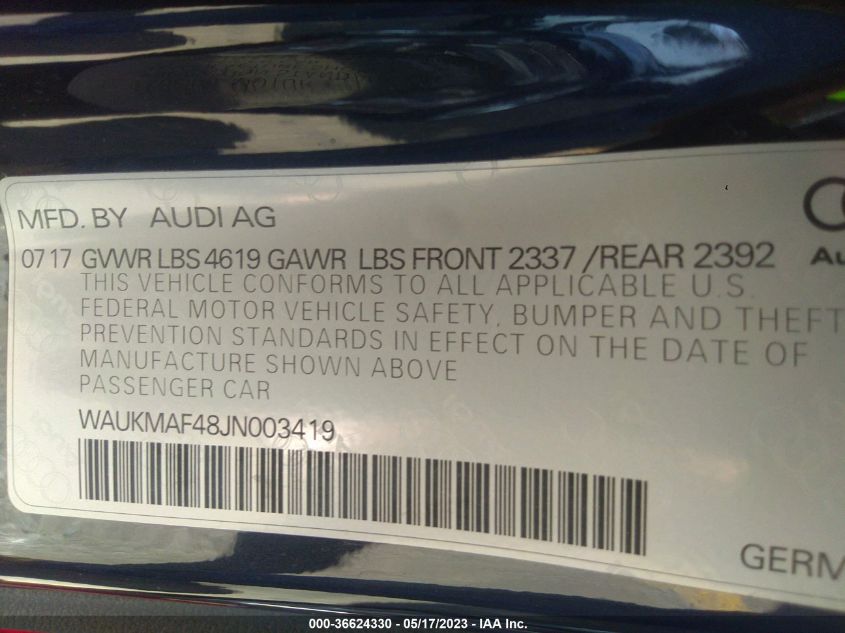 MFD. BY AUDI AG
07 17 GVWR LBS 4619 GAWR LBS FRONT 2337 /REAR 2392
THIS VEHICLE CONFORMS TO ALL APPLICABLE U.S.
FEDERAL MOTOR VEHICLE SAFETY, BUMPER AND THEFT
PREVENTION STANDARDS IN EFFECT ON THE DATE OF
MANUFACTURE SHOWN ABOVE
PASSENGER CAR
WAUKMAF48JN003419
GERM
000-36624330 - 05/17/2023 - IAA Inc.